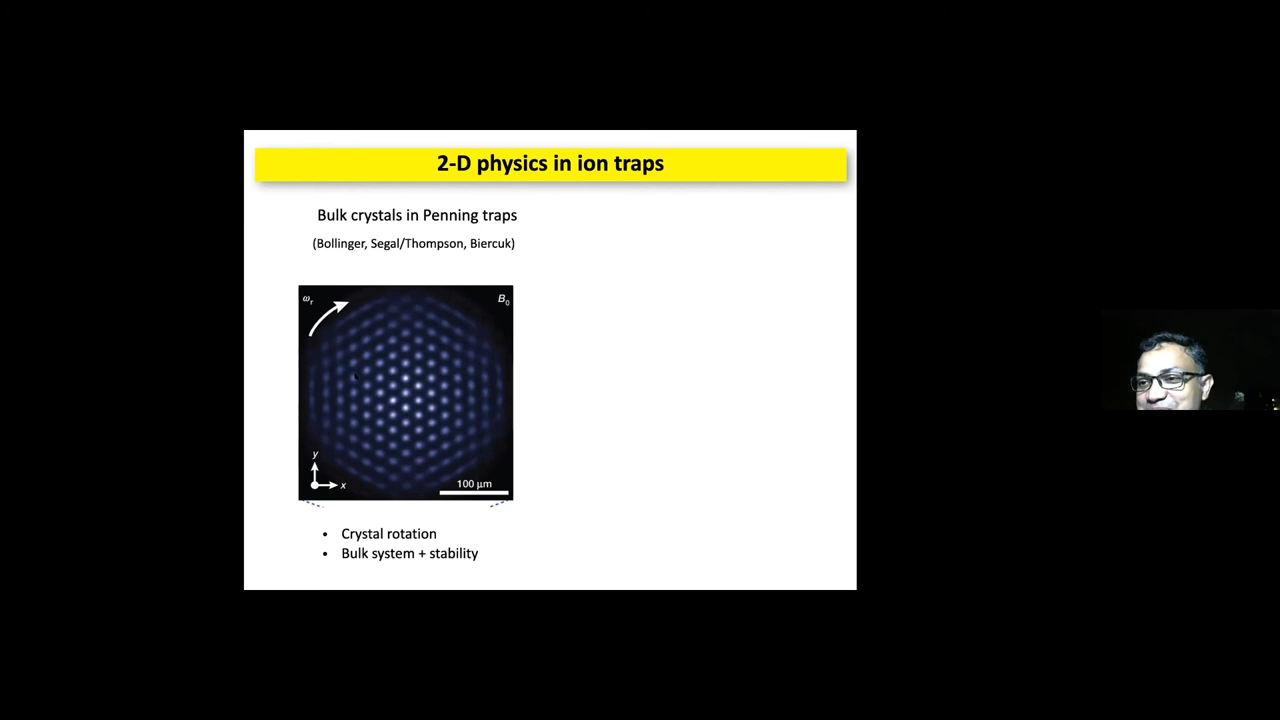 2-D physics in ion traps
Bulk crystals in Penning traps
(Bollinger, Segal/Thompson, Biercuk)
ωr
B0
y
x
100 μm
• Crystal rotation
• Bulk system + stability